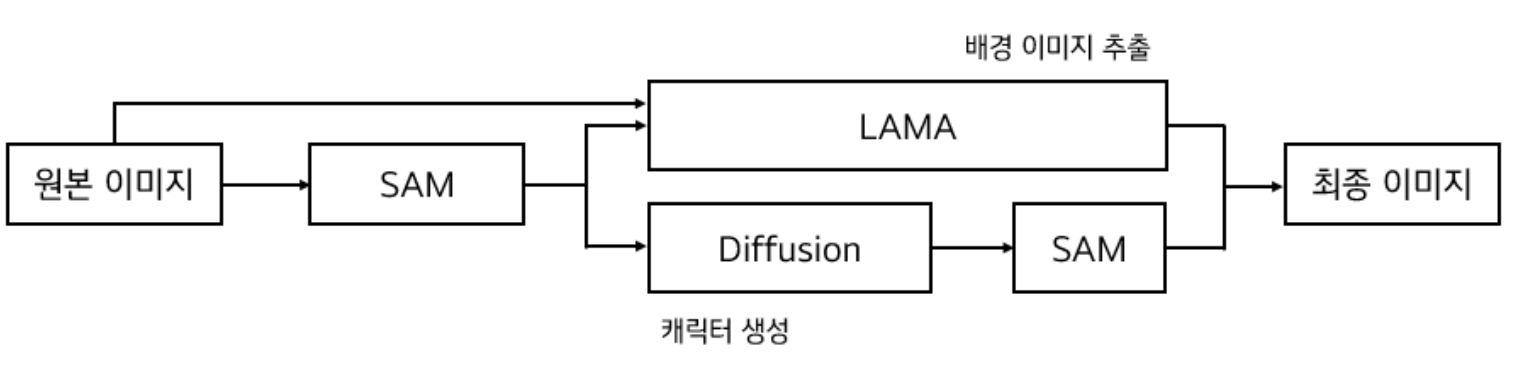 배경 이미지 추출
LAMA
원본 이미지
SAM
최종 이미지
Diffusion
SAM
캐릭터 생성